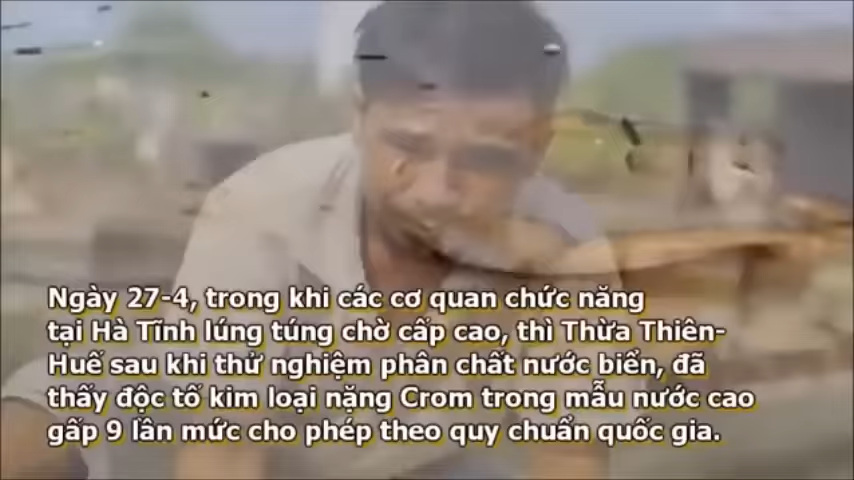 Ngày 27-4, trong khi các cơ quan chức năng
tại Hà Tĩnh lúng túng chờ cấp cao, thì Thừa Thiên-
Huế sau khi thử nghiệm phân chất nước biển, đã
thấy độc tố kim loại nặng Crom trong mẫu nước cao
gấp 9 lần mức cho phép theo quy chuẩn quốc gia.